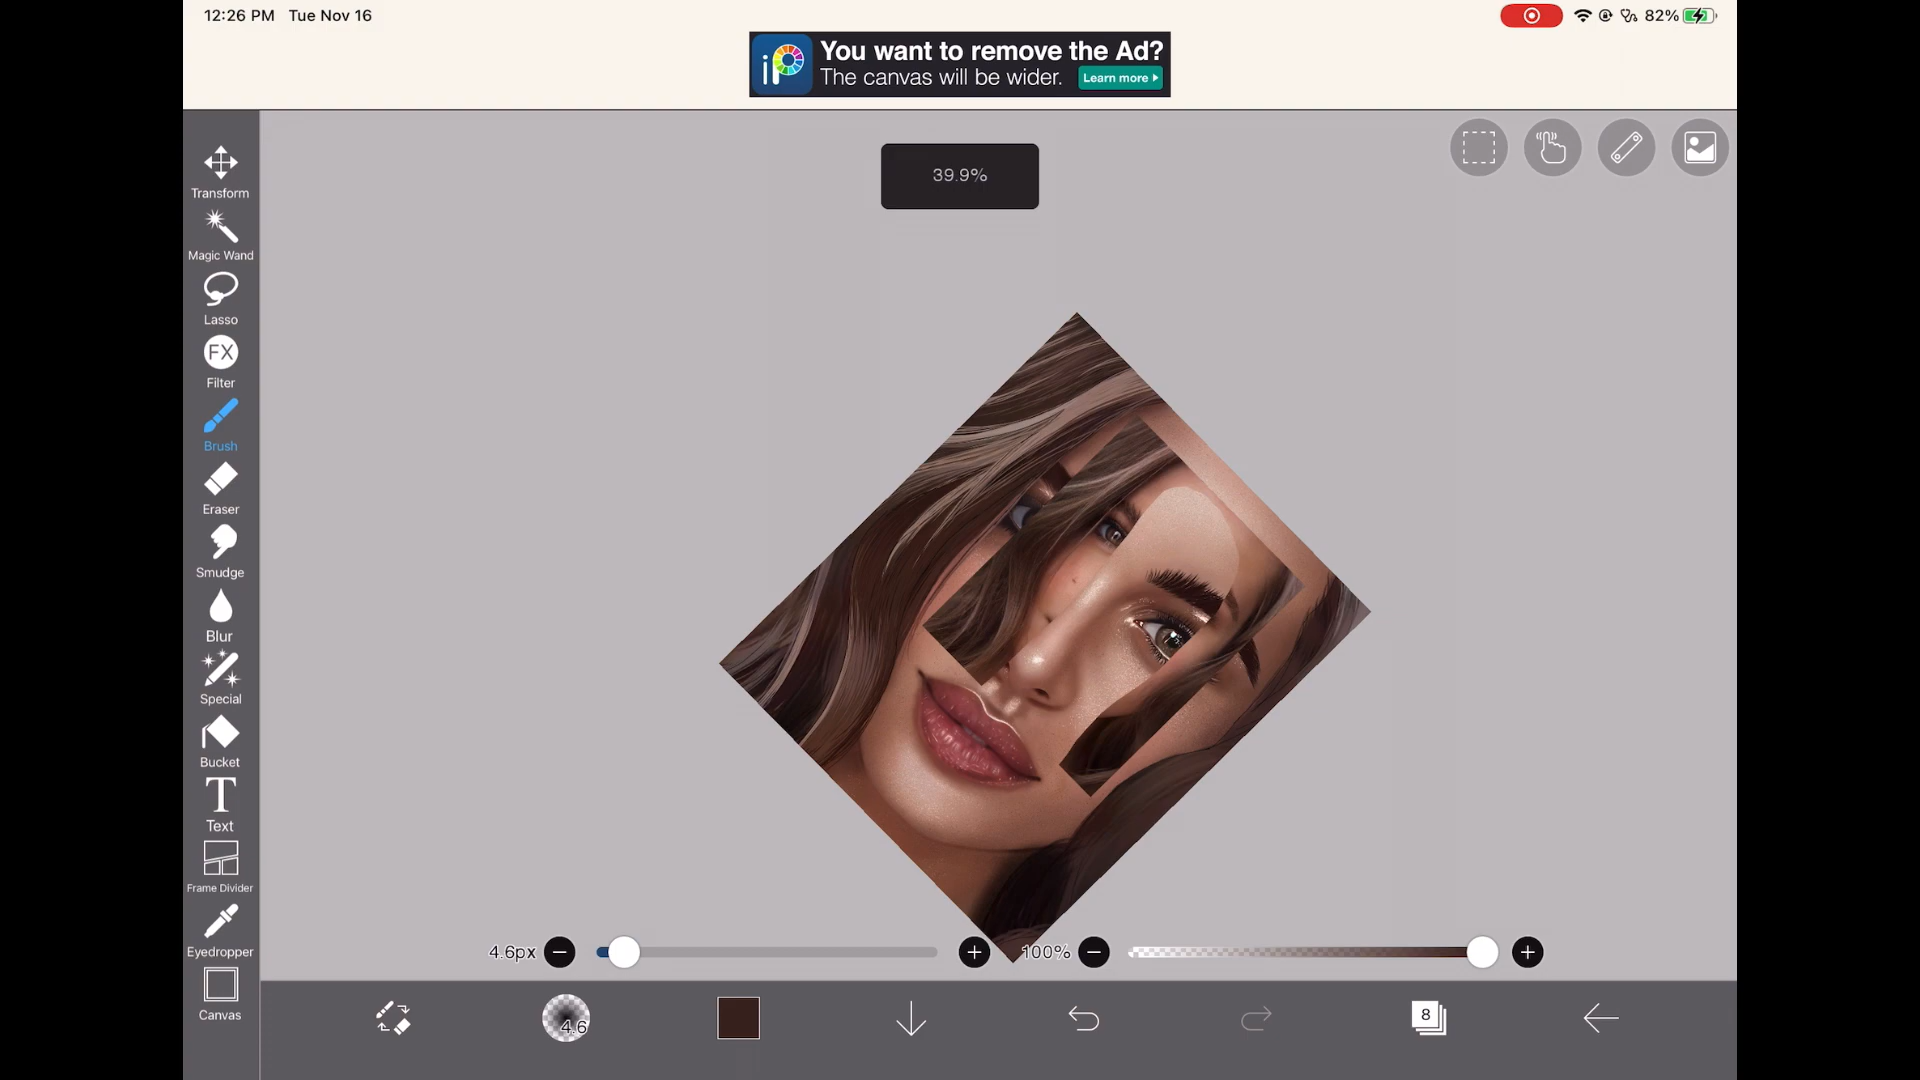 12:26 PM Tue Nov 16
82%
iP
You want to remove the Ad?
The canvas will be wider.
Learn more
39.9%
Transform
Magic Wand
Lasso
FX
Filter
Brush
Eraser
Smudge
Blur
Special
Bucket
T
Text
Frame Divider
Eyedropper
Canvas
4.6px
100%
4.6
8